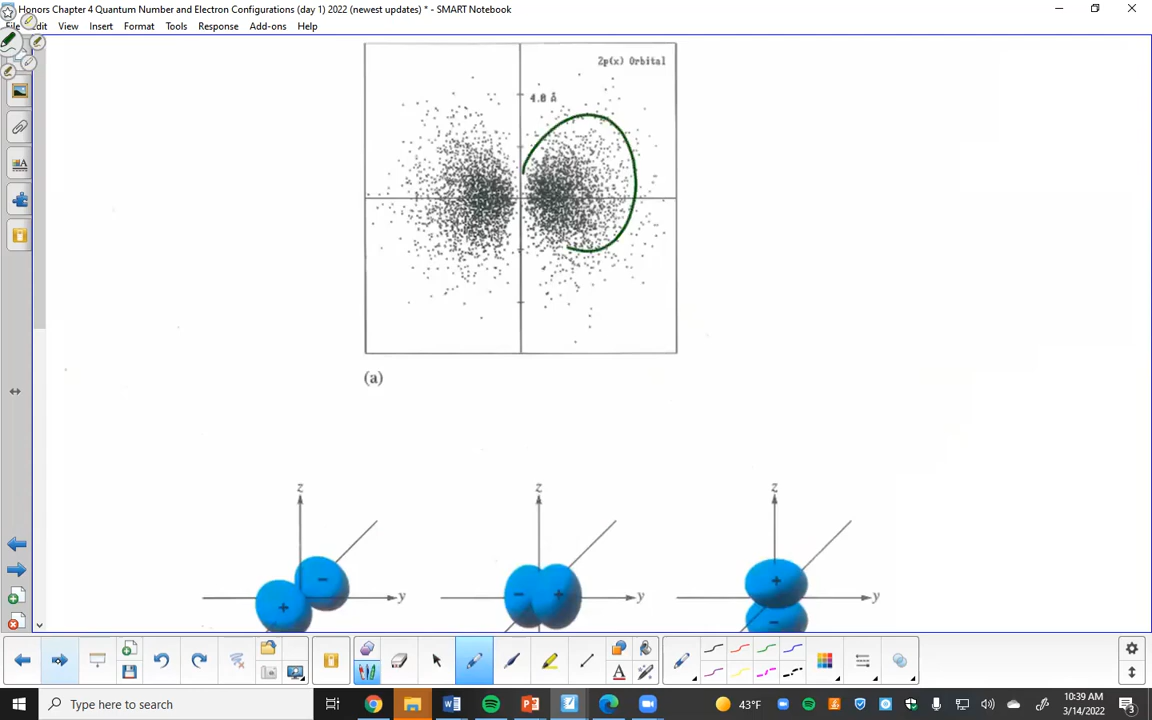 Honors Chapter 4 Quantum Number and Electron Configurations (day 1) 2022 (newest updates) * - SMART Notebook
File Edit View Insert Format Tools Response Add-ons Help
2p(x) Orbital
4.0 Å
(a)
z z z
- - +
+ + -
y y y
Type here to search
43°F
10:39 AM
3/14/2022
3